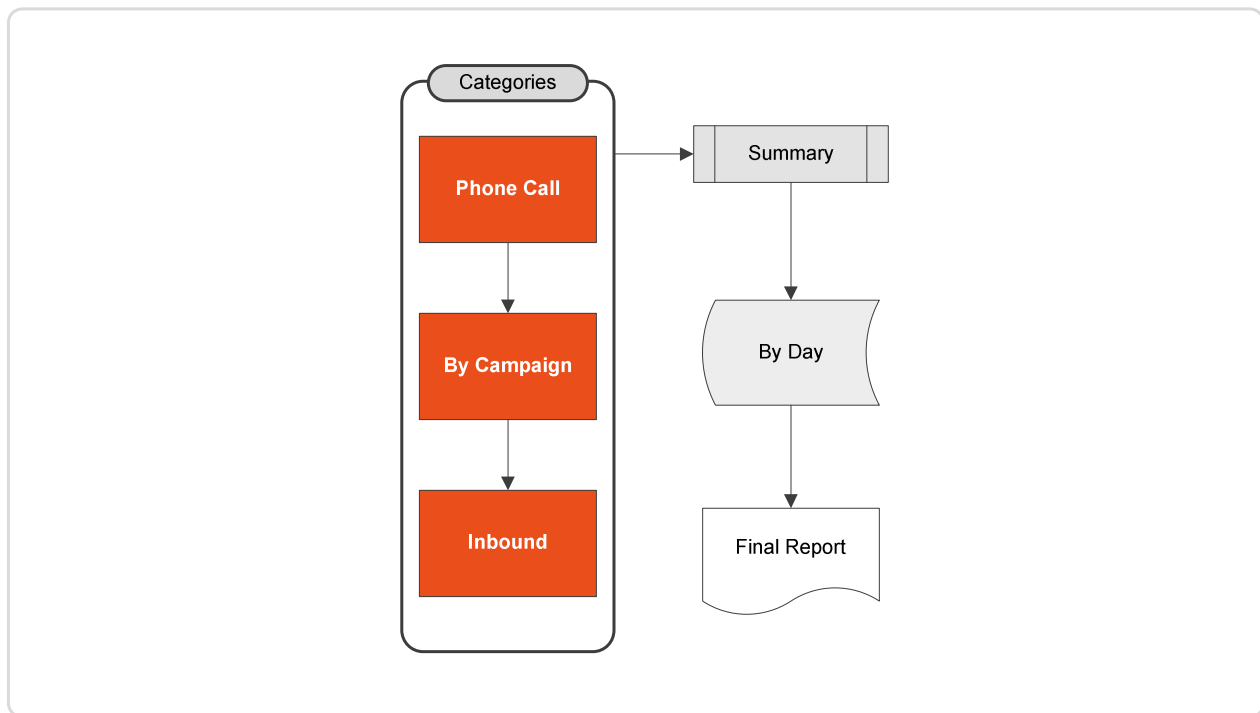 Categories
Phone Call
By Campaign
Inbound
Summary
By Day
Final Report